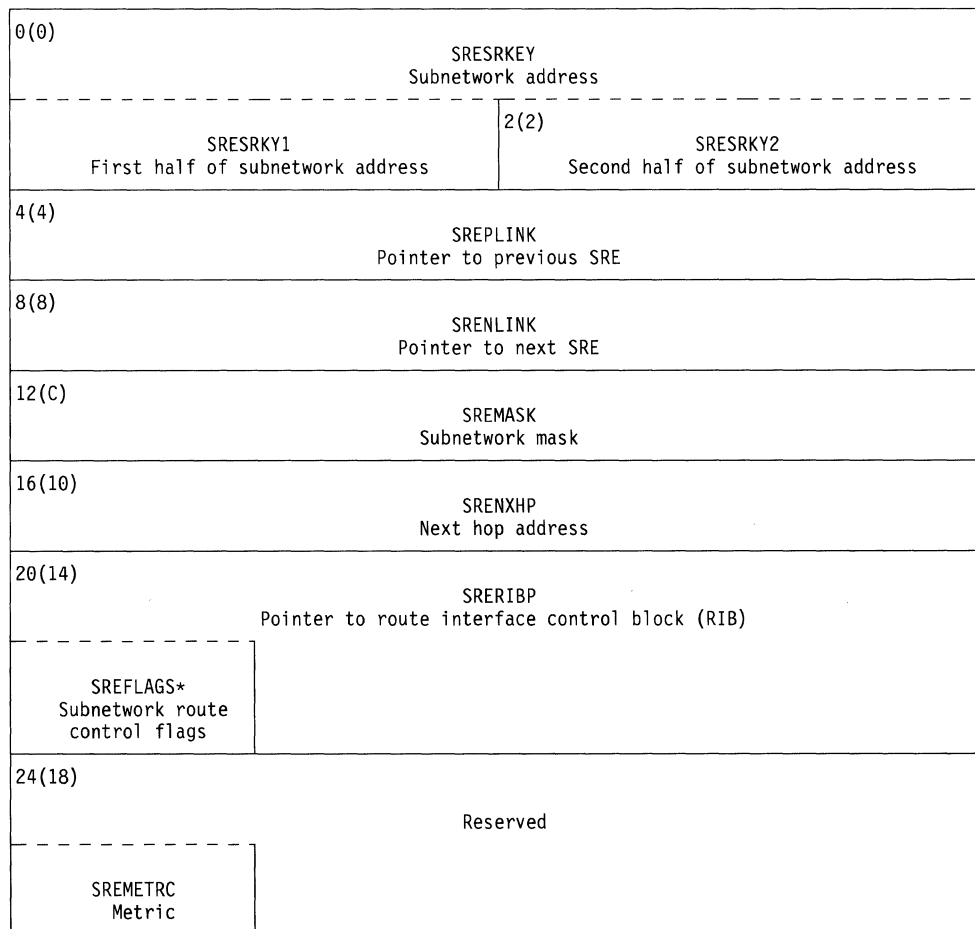 0(0)
SRESRKEY
Subnetwork address
SRESRKY1
First half of subnetwork address
2(2)
SRESRKY2
Second half of subnetwork address
4(4)
SREPLINK
Pointer to previous SRE
8(8)
SRENLINK
Pointer to next SRE
12(C)
SREMASK
Subnetwork mask
16(10)
SRENXHP
Next hop address
20(14)
SRERIBP
Pointer to route interface control block (RIB)
SREFLAGS*
Subnetwork route
control flags
24(18)
Reserved
SREMETRC
Metric